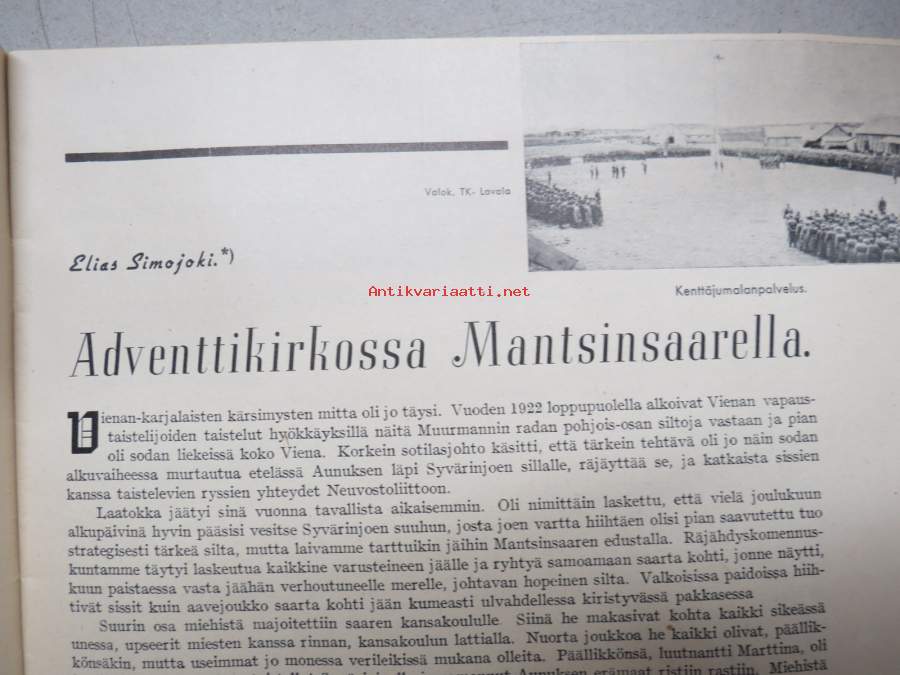 Valok. TK- Lavola
Elias Simojoki.*)
Antikvariaatti.net
Kenttäjumalanpalvelus.
Adventtikirkossa Mantsinsaarella.
Vienan-karjalaisten kärsimysten mitta oli jo täysi. Vuoden 1922 loppupuolella alkoivat Vienan vapaus-
taistelijoiden taistelut hyökkäyksillä näitä Muurmannin radan pohjois-osan siltoja vastaan ja pian
oli sodan liekeissä koko Viena. Korkein sotilasjohto käsitti, että tärkein tehtävä oli jo näin sodan
alkuvaiheessa murtautua etelässä Aunuksen läpi Syvärinjoen sillalle, räjäyttää se, ja katkaista sissien
kanssa taistelevien ryssien yhteydet Neuvostoliittoon.
Laatokka jäätyi sinä vuonna tavallista aikaisemmin. Oli nimittäin laskettu, että vielä joulukuun
alkupäivinä hyvin pääsisi vesitse Syvärinjoen suuhun, josta joen vartta hiihtäen olisi pian saavutettu tuo
strategisesti tärkeä silta, mutta laivamme tarttuikin jäihin Mantsinsaaren edustalla. Räjähdyskomennus-
kuntamme täytyi laskeutua kaikkine varusteineen jäälle ja ryhtyä samoamaan saarta kohti, jonne näytti,
kuun paistaessa vasta jäähän verhoutuneelle merelle, johtavan hopeinen silta. Valkoisissa paidoissa hiih-
tivät sissit kuin aavejoukko saarta kohti jään kumeasti ulvahdellessa kiristyvässä pakkasessa
Suurin osa miehistä majoitettiin saaren kansakoululle Siinä he makasivat kohta kaikki sikeässä
unessa, upseerit miesten kanssa rinnan, kansakoulun lattialla. Nuorta joukkoa he kaikki olivat, päällik-
könsäkin, mutta useimmat jo monessa verileikissä mukana olleita. Päällikkönsä, luutnantti Marttina, oli
Aunuksen erämaat ristiin rastiin. Miehistä